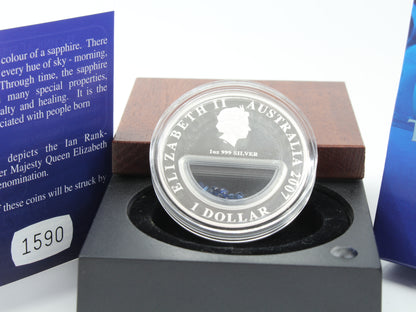 colour of a sapphire. There
every hue of sky - morning,
Through time, the sapphire
many special properties,
alty and healing. It is the
ociated with people born
depicts the Ian Rank-
er Majesty Queen Elizabeth
enomination.
f these coins will be struck by
1590
ELIZABETH II AUSTRALIA 2007
1oz 999 SILVER
1 DOLLAR